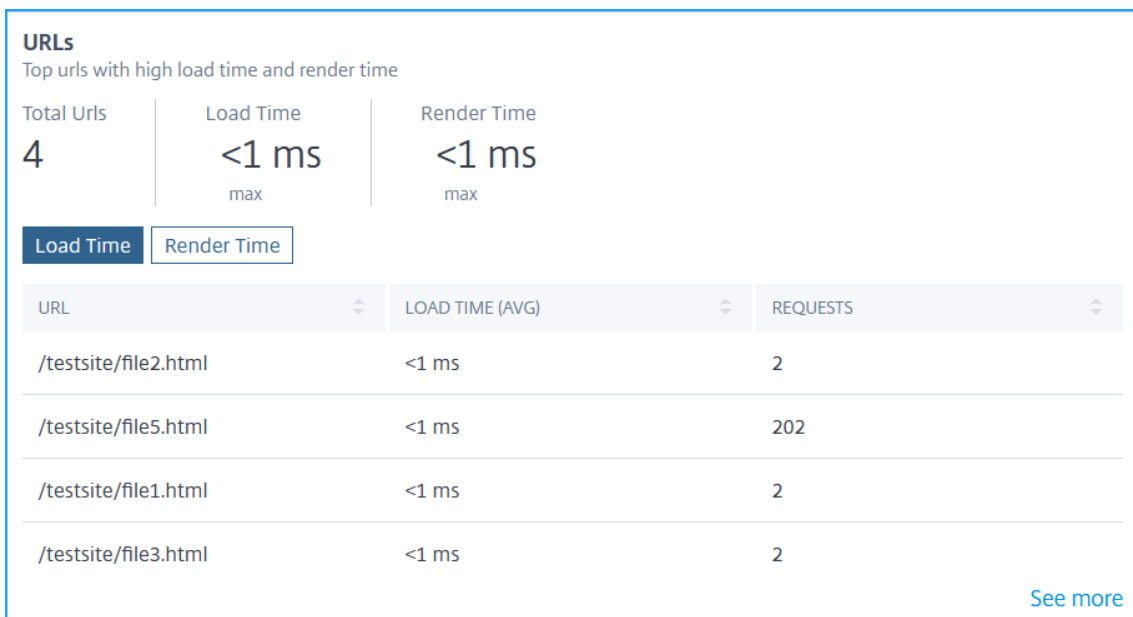 URLs
Top urls with high load time and render time
Total Urls Load Time Render Time
4 <1 ms <1 ms
max max
Load Time Render Time
URL LOAD TIME (AVG) REQUESTS
/testsite/file2.html <1 ms 2
/testsite/file5.html <1 ms 202
/testsite/file1.html <1 ms 2
/testsite/file3.html <1 ms 2
See more